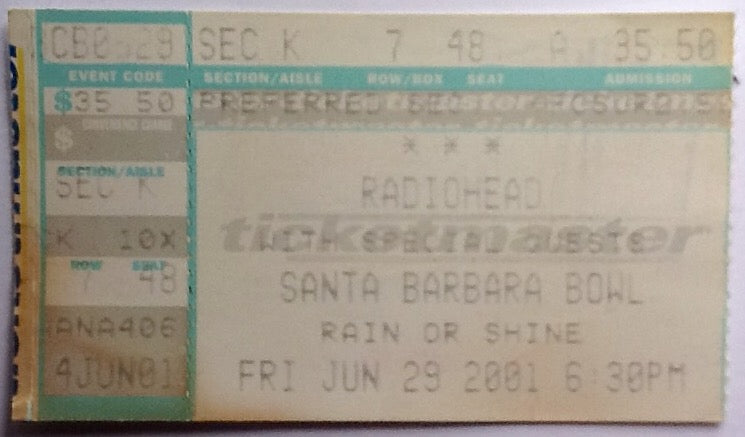 CB0629 SEC K 7 48 A 35.50
EVENT CODE SECTION/AISLE ROW/BOX SEAT ADMISSION
$35.50 PREFERRED
$
SECTION/AISLE
SEC K
K 10X
ROW SEAT
7 48
ANA406
4JUN01
* * *
RADIOHEAD
ticketmaster
WITH SPECIAL GUESTS
SANTA BARBARA BOWL
RAIN OR SHINE
FRI JUN 29 2001 6:30PM